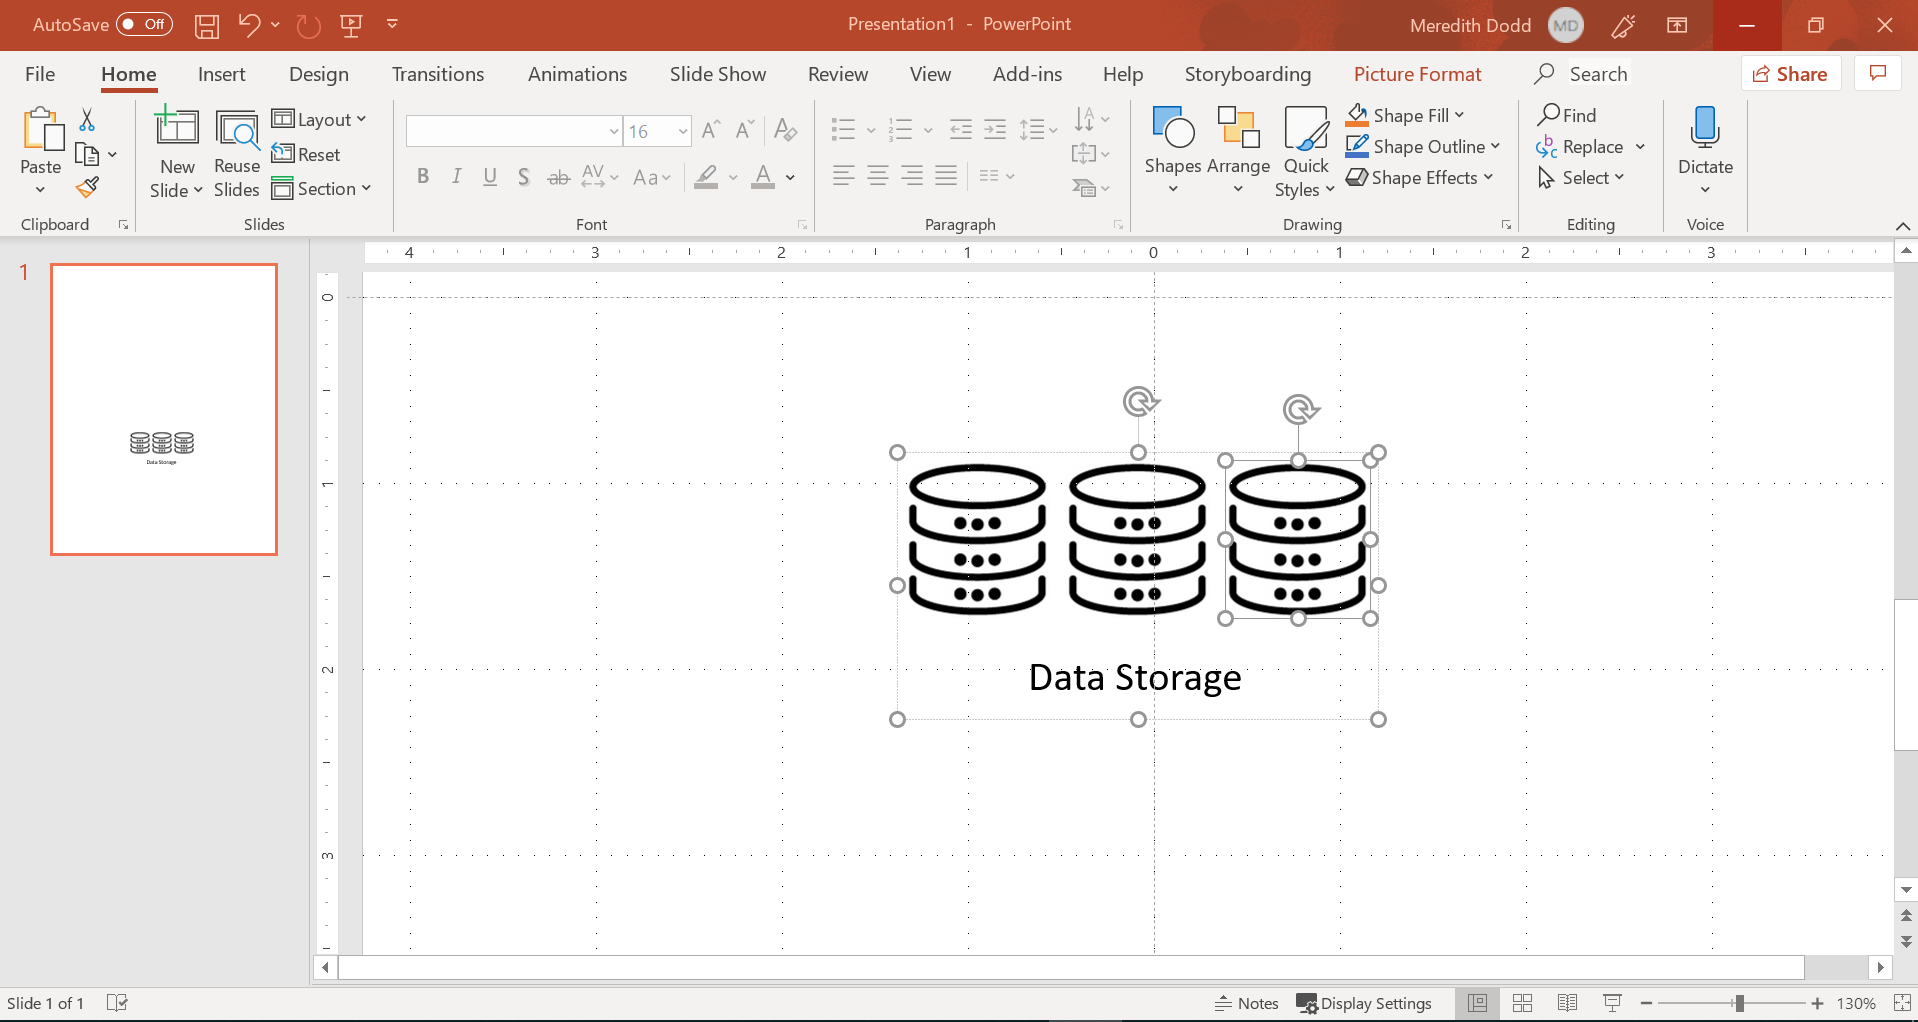 AutoSave Off Presentation1 - PowerPoint Meredith Dodd MD
File Home Insert Design Transitions Animations Slide Show Review View Add-ins Help Storyboarding Picture Format Search Share
Paste
Clipboard
New Slide
Reuse Slides
Layout
Reset
Section
Slides
16
B I U S ab AV Aa A
Font
Paragraph
Shapes Arrange Quick Styles
Shape Fill
Shape Outline
Shape Effects
Drawing
Find
Replace
Select
Editing
Dictate
Voice
4 3 2 1 0 1 2 3
1
Data Storage
0
1
2
3
Data Storage
Slide 1 of 1 Notes Display Settings 130%